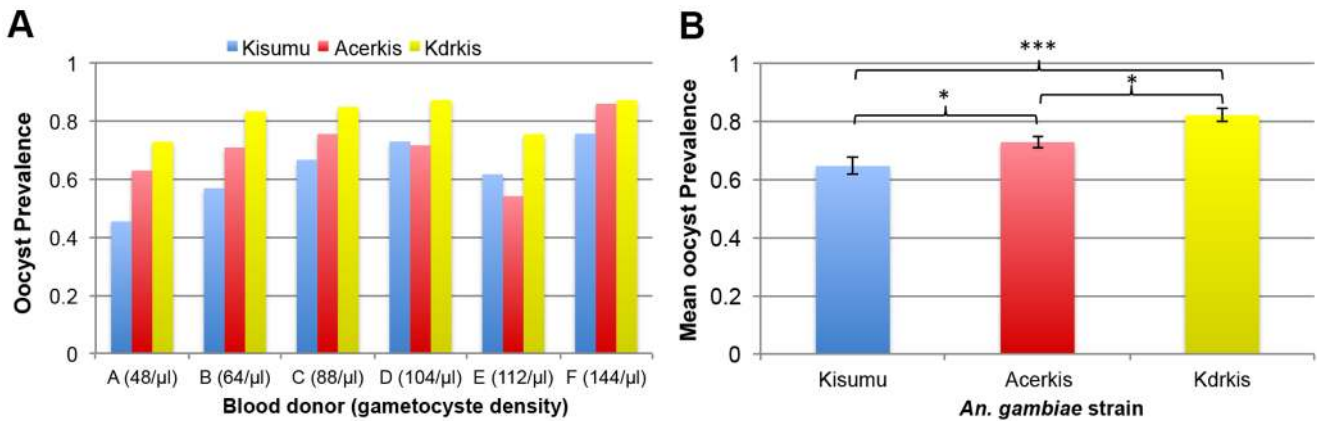 A
Kisumu Acerkis Kdrkis
1
0.8
0.6
0.4
0.2
0
Oocyst Prevalence
A (48/µl) B (64/µl) C (88/µl) D (104/µl) E (112/µl) F (144/µl)
Blood donor (gametocyste density)
B
***
* *
1
0.8
0.6
0.4
0.2
0
Mean oocyst Prevalence
Kisumu Acerkis Kdrkis
An. gambiae strain